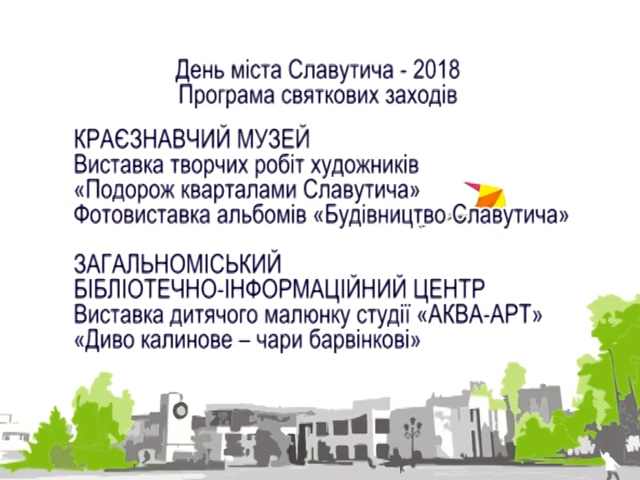 День міста Славутича - 2018
Програма святкових заходів
КРАЄЗНАВЧИЙ МУЗЕЙ
Виставка творчих робіт художників
«Подорож кварталами Славутича»
Фотовиставка альбомів «Будівництво Славутича»
ЗАГАЛЬНОМІСЬКИЙ
БІБЛІОТЕЧНО-ІНФОРМАЦІЙНИЙ ЦЕНТР
Виставка дитячого малюнку студії «АКВА-АРТ»
«Диво калинове – чари барвінкові»